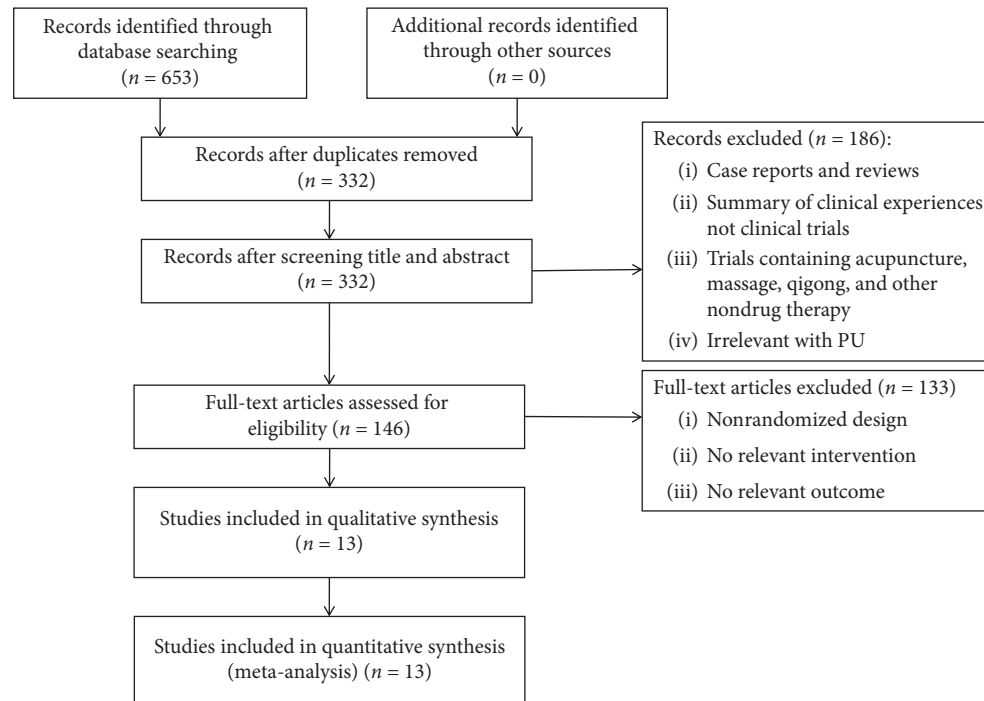 Records identified through
database searching
(n = 653)
Additional records identified
through other sources
(n = 0)
Records after duplicates removed
(n = 332)
Records after screening title and abstract
(n = 332)
Records excluded (n = 186):
(i) Case reports and reviews
(ii) Summary of clinical experiences
not clinical trials
(iii) Trials containing acupuncture,
massage, qigong, and other
nondrug therapy
(iv) Irrelevant with PU
Full-text articles assessed for
eligibility (n = 146)
Full-text articles excluded (n = 133)
(i) Nonrandomized design
(ii) No relevant intervention
(iii) No relevant outcome
Studies included in qualitative synthesis
(n = 13)
Studies included in quantitative synthesis
(meta-analysis) (n = 13)